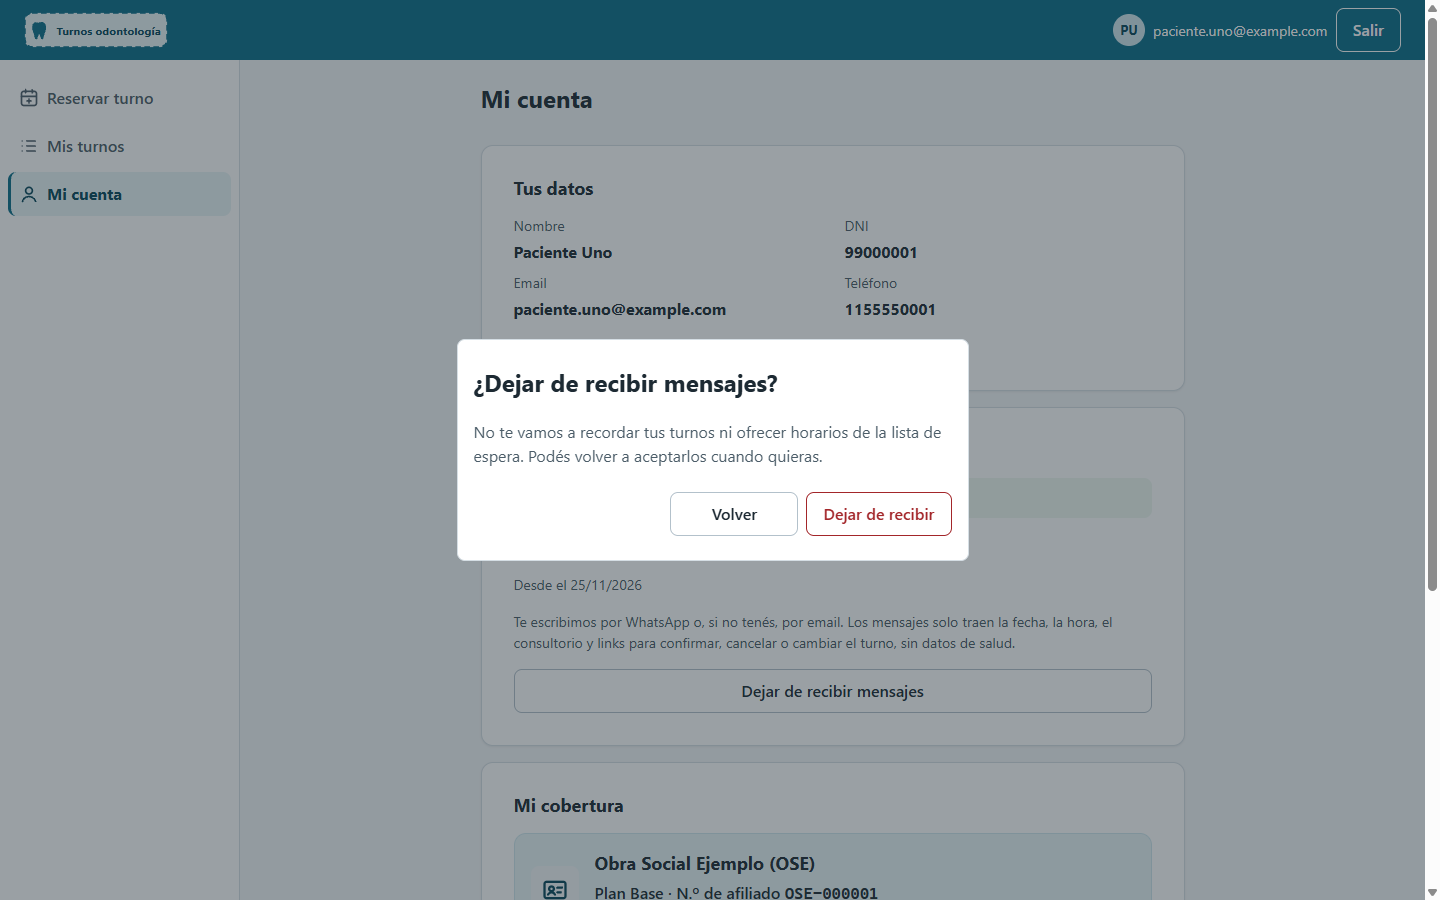 Turnos odontología
PU
paciente.uno@example.com
Salir
Reservar turno
Mis turnos
Mi cuenta
Mi cuenta
Tus datos
Nombre
DNI
Paciente Uno
99000001
Email
Teléfono
paciente.uno@example.com
1155550001
¿Dejar de recibir mensajes?
No te vamos a recordar tus turnos ni ofrecer horarios de la lista de
espera. Podés volver a aceptarlos cuando quieras.
Volver
Dejar de recibir
Desde el 25/11/2026
Te escribimos por WhatsApp o, si no tenés, por email. Los mensajes solo traen la fecha, la hora, el
consultorio y links para confirmar, cancelar o cambiar el turno, sin datos de salud.
Dejar de recibir mensajes
Mi cobertura
Obra Social Ejemplo (OSE)
Plan Base · N.º de afiliado OSE-000001